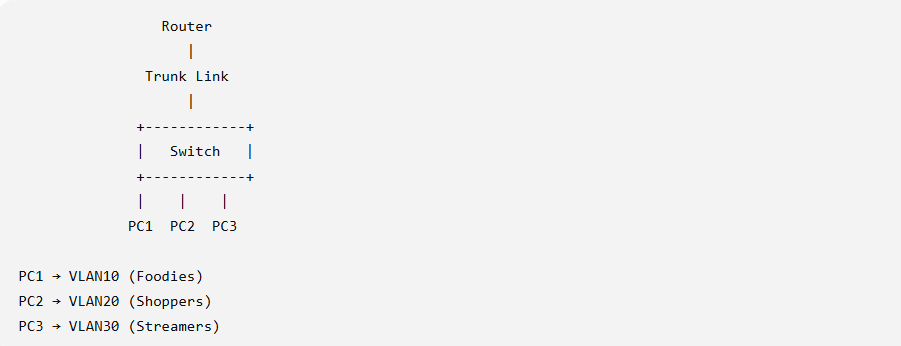 Router
|
Trunk Link
|
+------------+
|   Switch   |
+------------+
|    |    |
PC1  PC2  PC3
PC1 → VLAN10 (Foodies)
PC2 → VLAN20 (Shoppers)
PC3 → VLAN30 (Streamers)